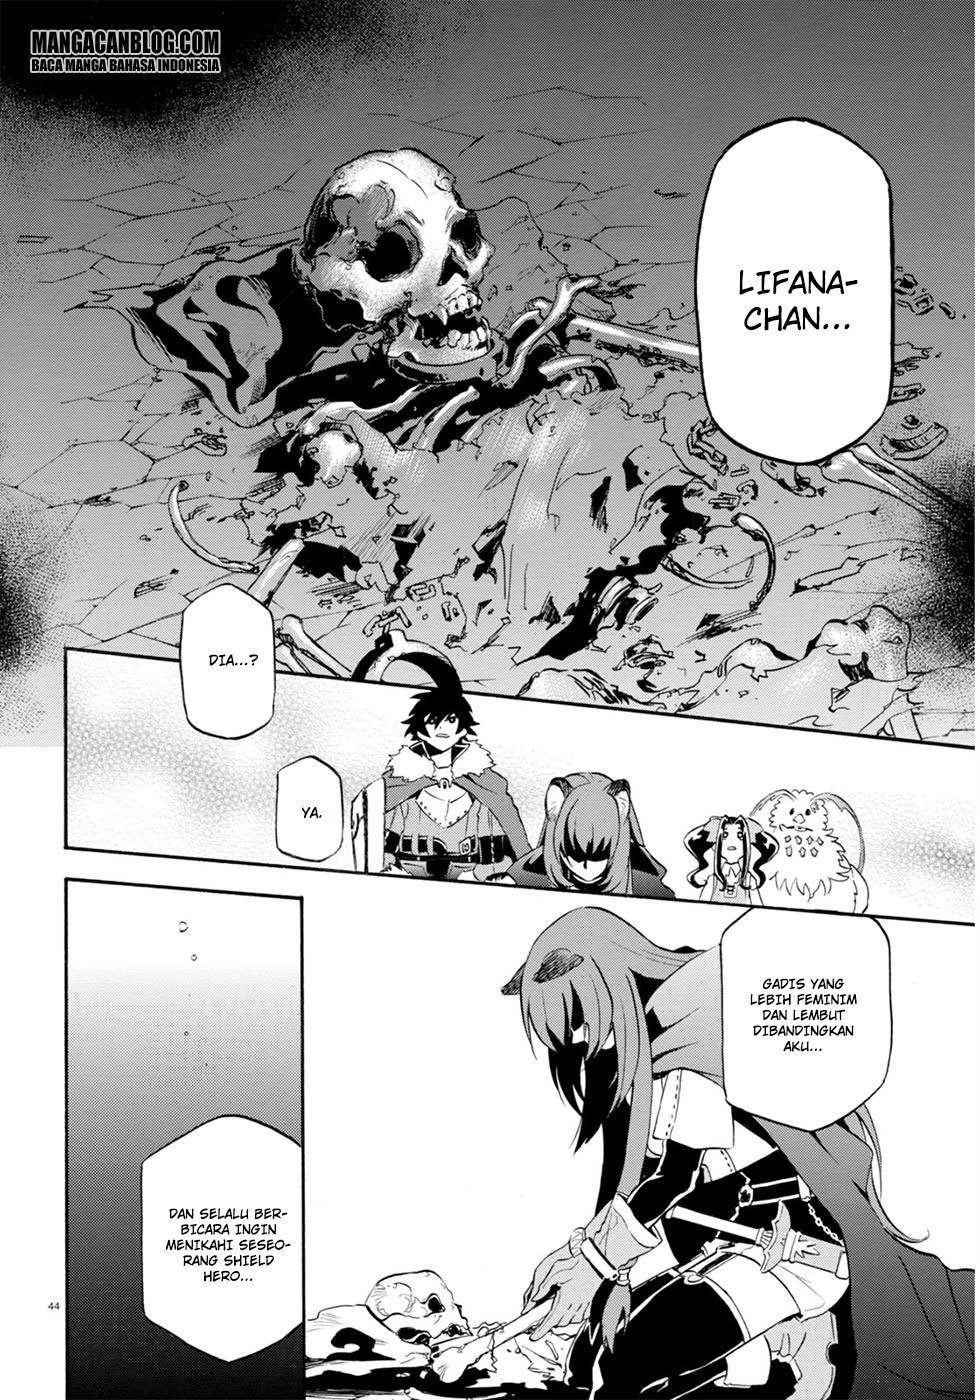 MANGACANBLOG.COM
BACA MANGA BAHASA INDONESIA
LIFANA-
CHAN...
DIA...?
YA.
GADIS YANG
LEBIH FEMINIM
DAN LEMBUT
DIBANDINGKAN
AKU...
DAN SELALU BER-
BICARA INGIN
MENIKAHI SESEO-
RANG SHIELD
HERO...
44